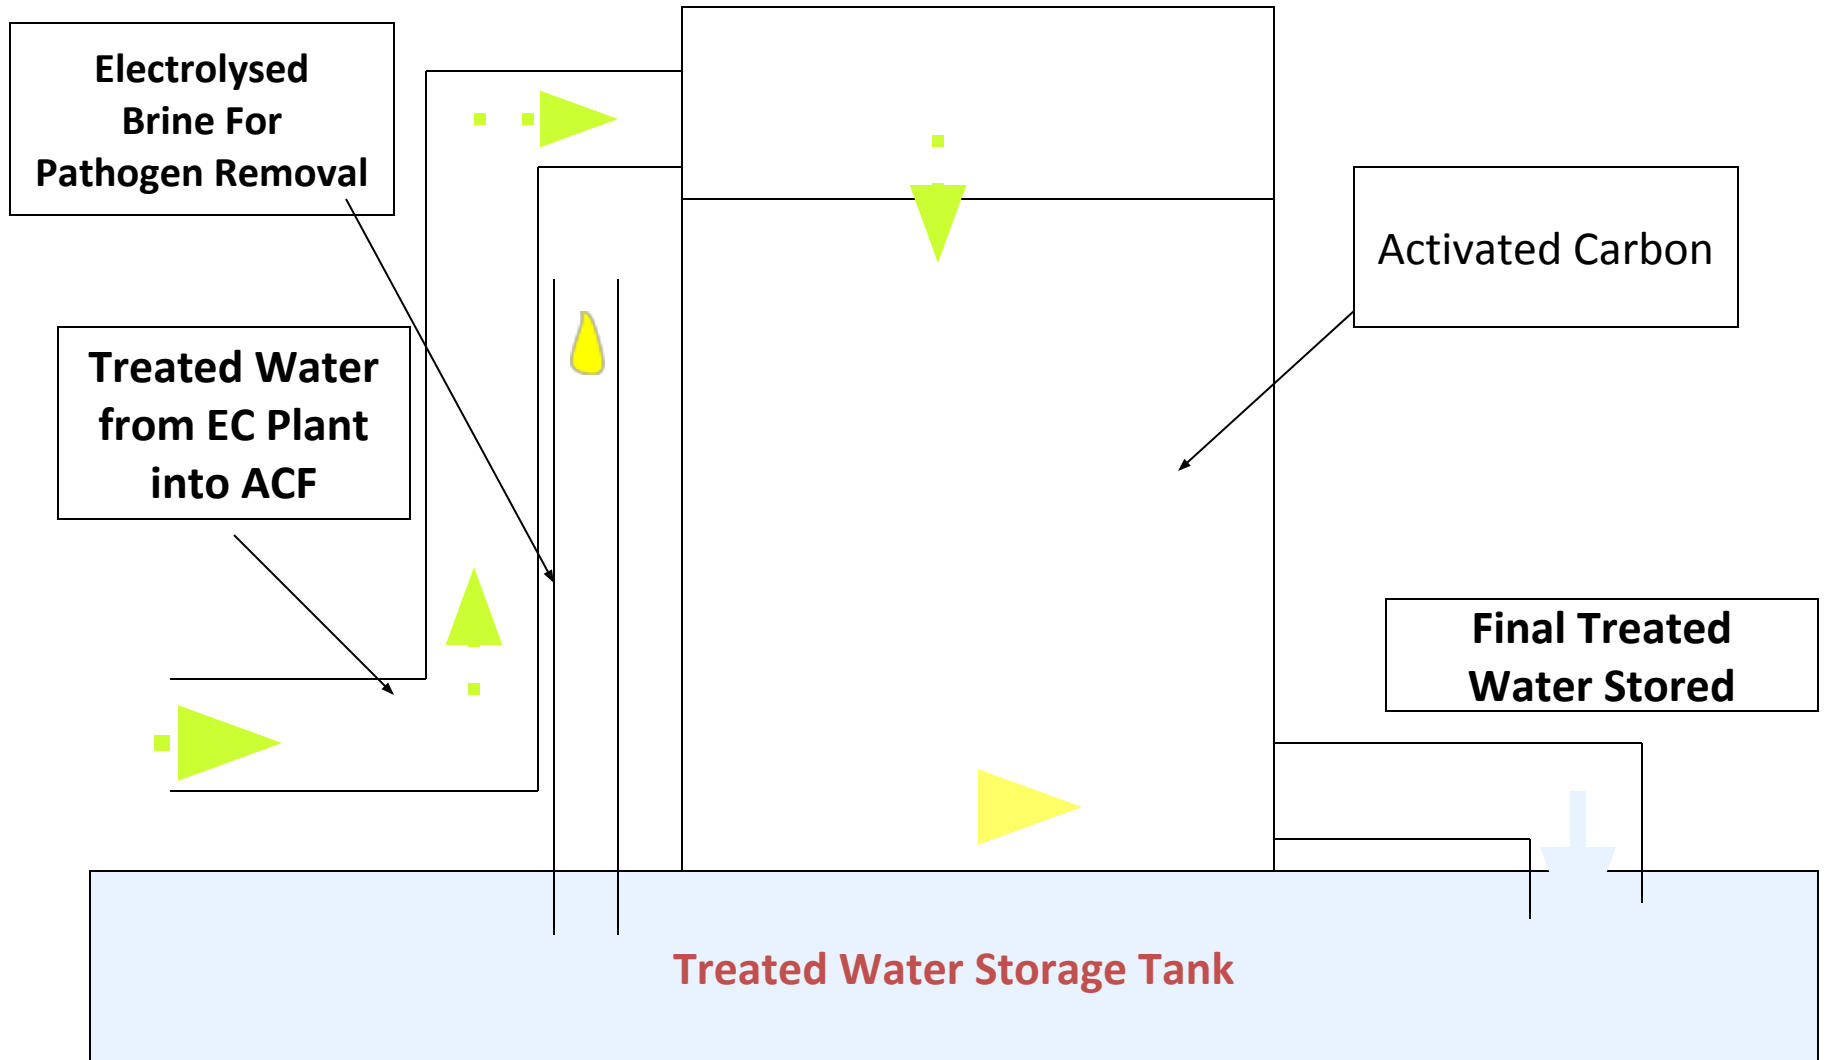 Electrolysed
Brine For
Pathogen Removal
Treated Water
from EC Plant
into ACF
Activated Carbon
Final Treated
Water Stored
Treated Water Storage Tank